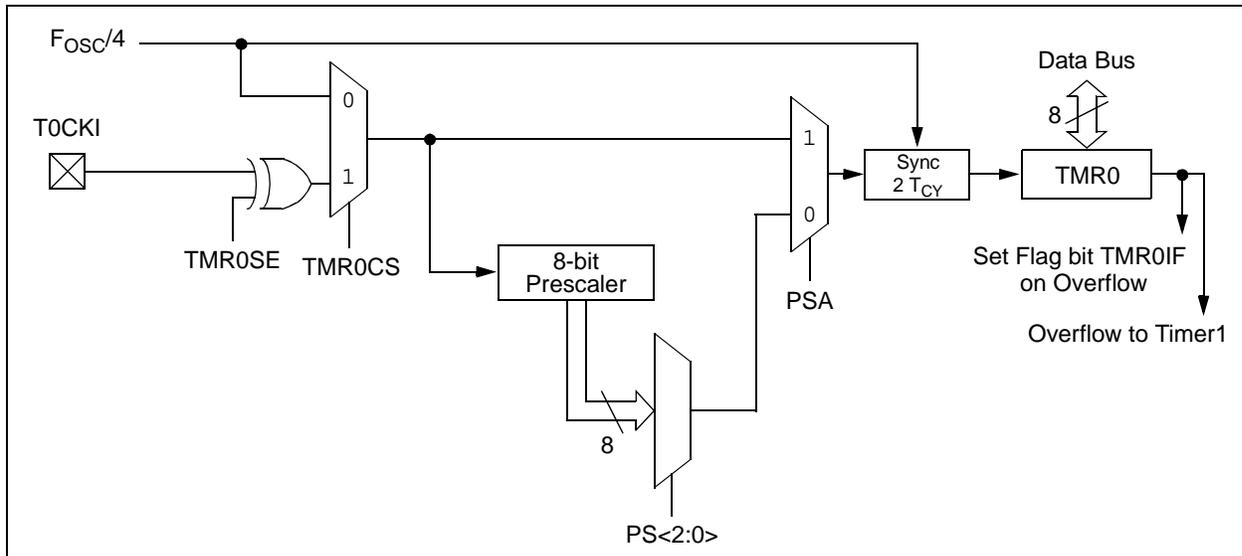 FOSC/4
Data Bus
8
T0CKI
0
1
1
0
Sync
2 TCY
TMR0
TMR0SE
TMR0CS
8-bit
Prescaler
PSA
Set Flag bit TMR0IF
on Overflow
Overflow to Timer1
8
PS<2:0>